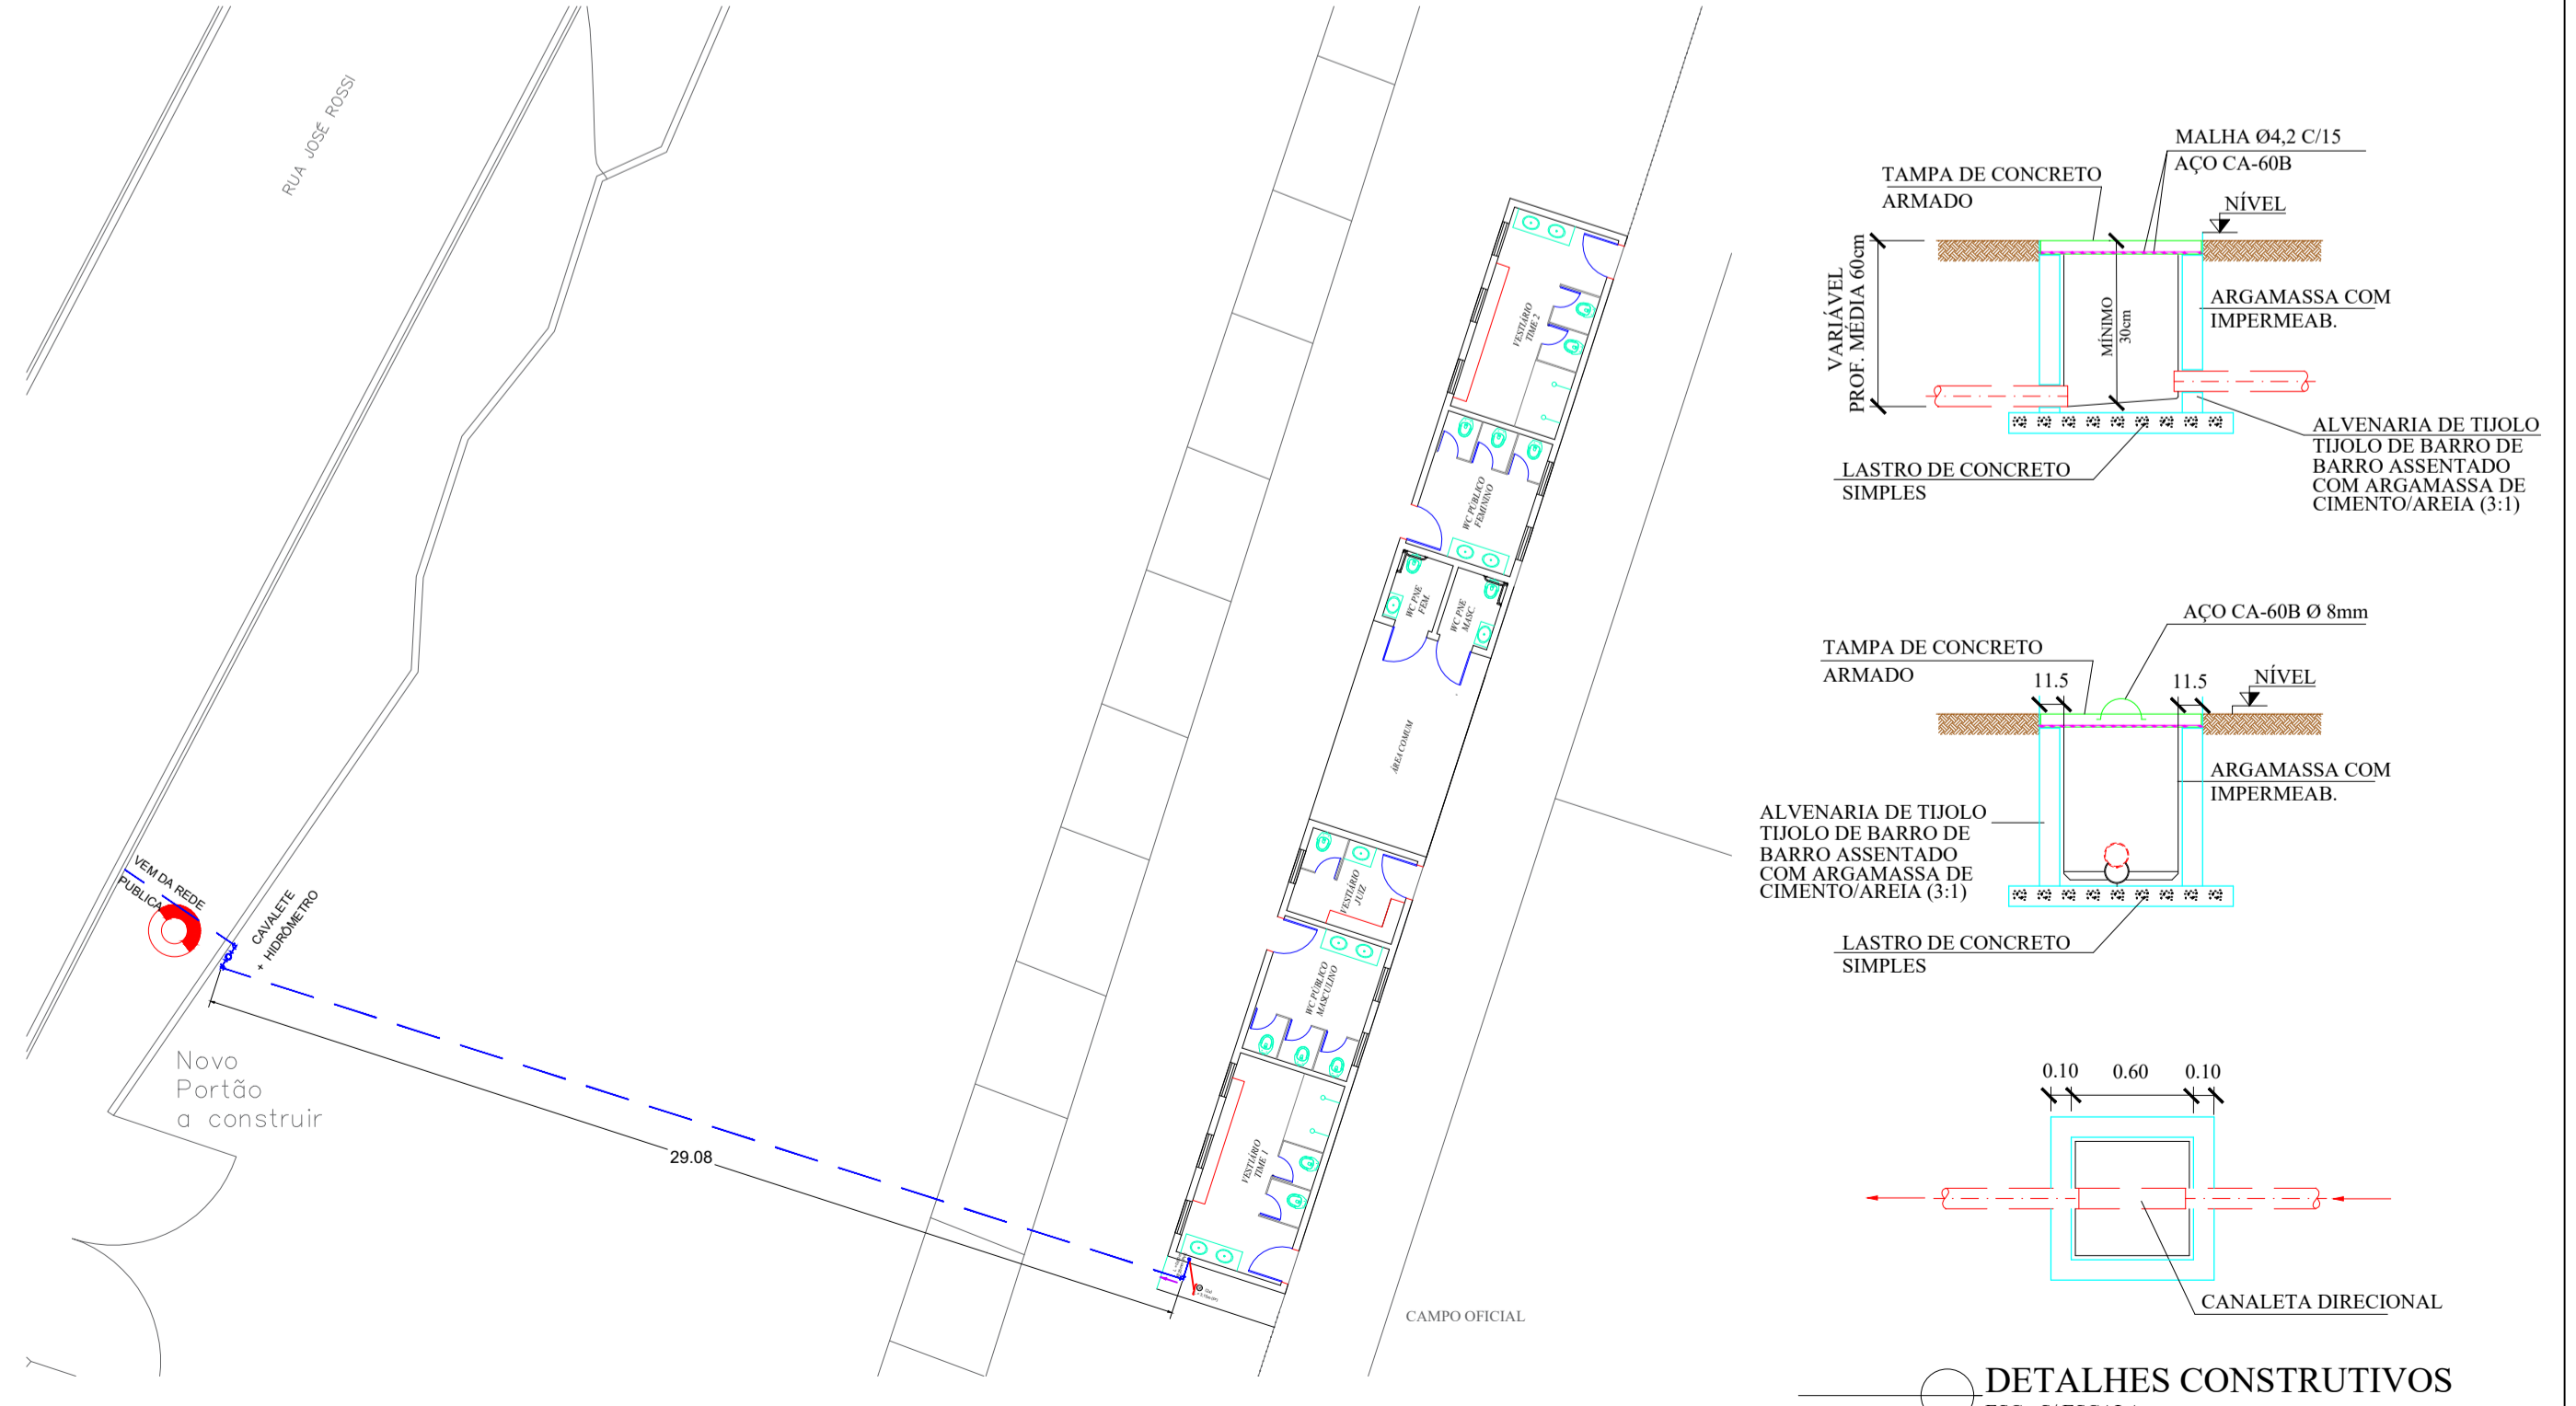 RUA JOSÉ ROSSI
VEM DA REDE
PUBLICA
CAVALETE
+ HIDRÔMETRO
Novo
Portão
a construir
29.08
VESTIÁRIO
TIME 2
WC PÚBLICO
FEMININO
WC PNE
FEM.
WC PNE
MASC.
ÁREA COMUM
VESTIÁRIO
JUIZ
WC PÚBLICO
MASCULINO
VESTIÁRIO
TIME 1
CAMPO OFICIAL
MALHA Ø4,2 C/15
AÇO CA-60B
TAMPA DE CONCRETO
ARMADO
NÍVEL
VARIÁVEL
PROF. MÉDIA 60cm
MÍNIMO
30cm
ARGAMASSA COM
IMPERMEAB.
ALVENARIA DE TIJOLO
TIJOLO DE BARRO DE
BARRO ASSENTADO
COM ARGAMASSA DE
CIMENTO/AREIA (3:1)
LASTRO DE CONCRETO
SIMPLES
AÇO CA-60B Ø 8mm
TAMPA DE CONCRETO
ARMADO
11.5
11.5
NÍVEL
ARGAMASSA COM
IMPERMEAB.
ALVENARIA DE TIJOLO
TIJOLO DE BARRO DE
BARRO ASSENTADO
COM ARGAMASSA DE
CIMENTO/AREIA (3:1)
LASTRO DE CONCRETO
SIMPLES
0.10 0.60 0.10
CANALETA DIRECIONAL
DETALHES CONSTRUTIVOS